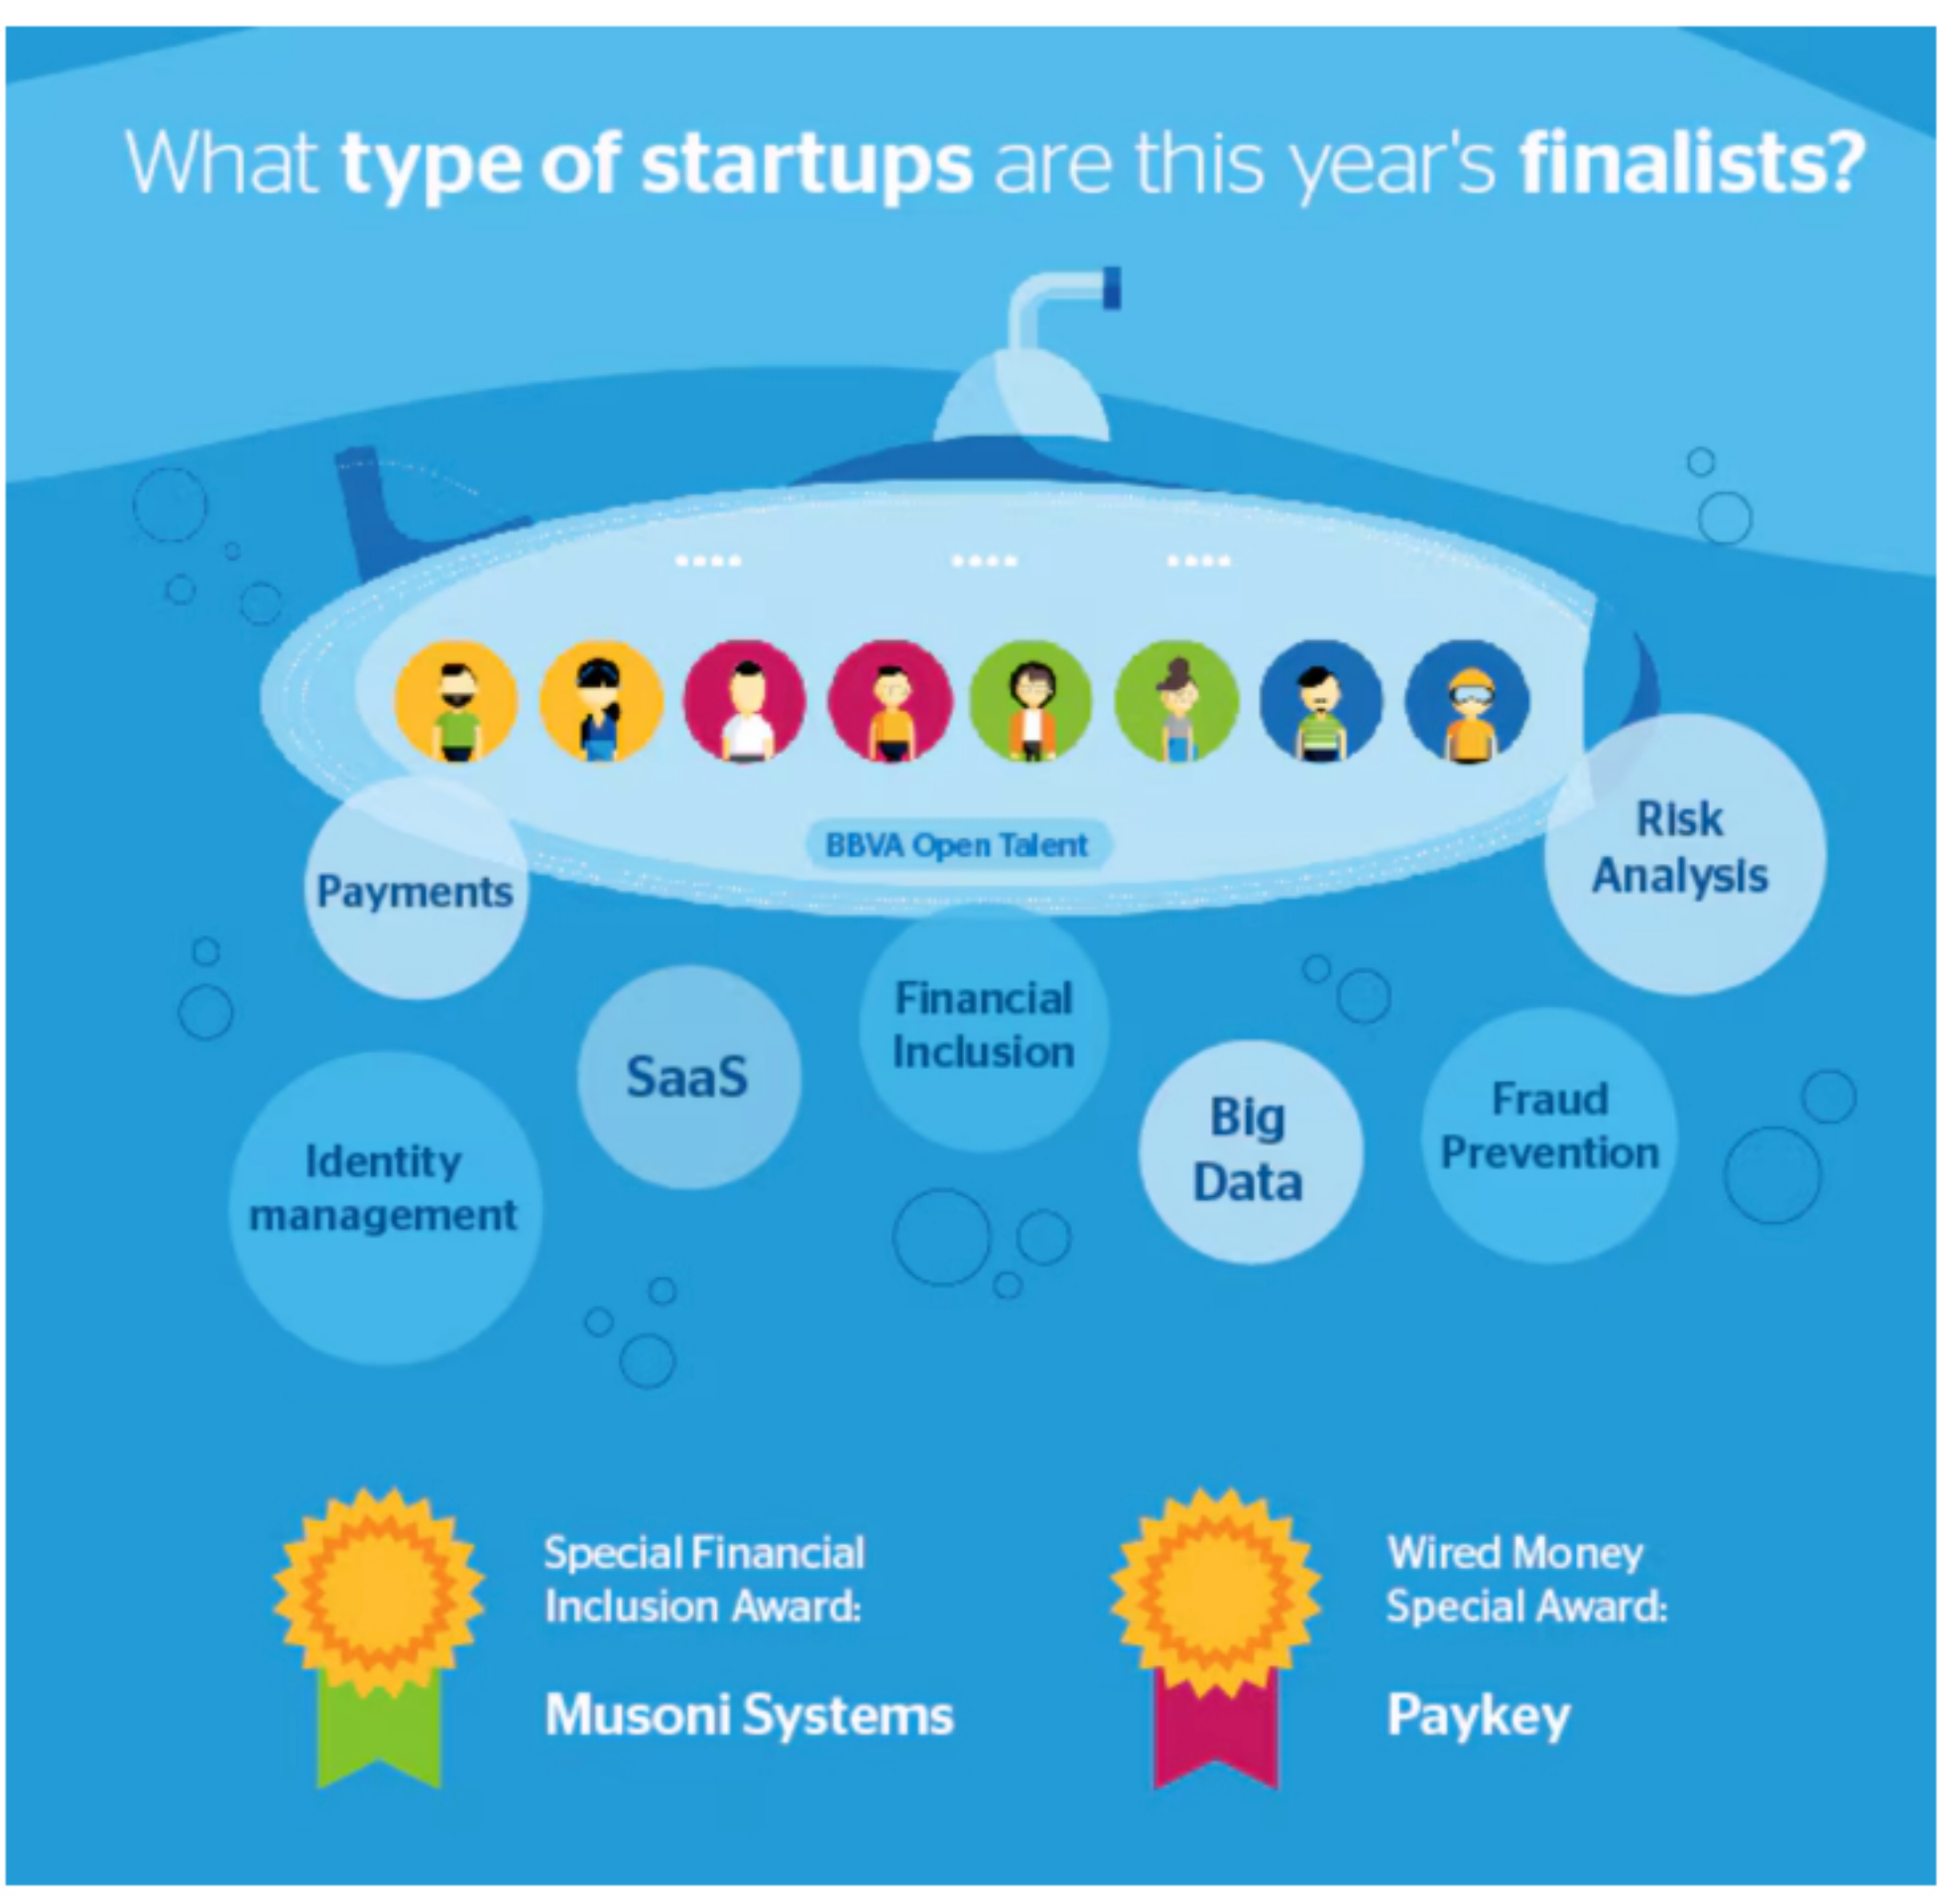 What type of startups are this year's finalists?
BBVA Open Talent
Payments
Risk
Analysis
Financial
Inclusion
SaaS
Big
Data
Fraud
Prevention
Identity
management
Special Financial
Inclusion Award:
Musoni Systems
Wired Money
Special Award:
Paykey